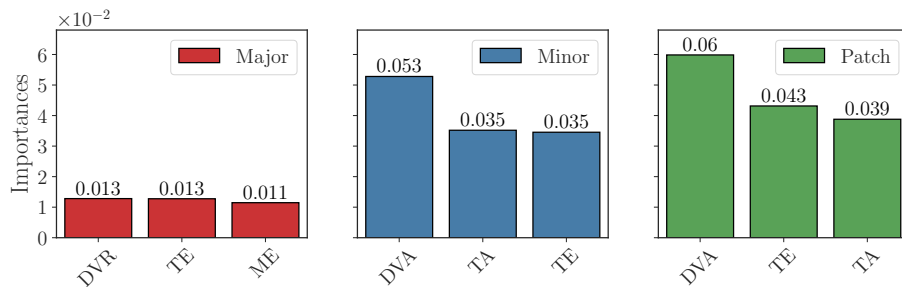 ×10⁻²
Importances
6
5
4
3
2
1
0
Major
0.013
0.013
0.011
DVR
TE
ME
Minor
0.053
0.035
0.035
DVA
TA
TE
Patch
0.06
0.043
0.039
DVA
TE
TA